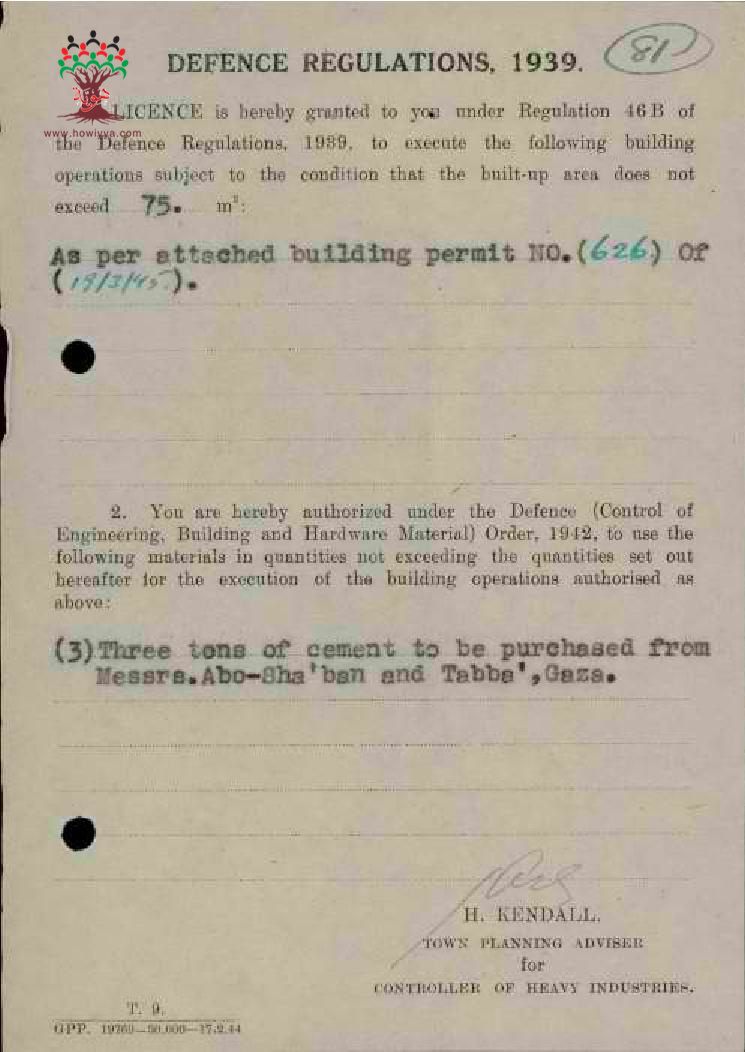 DEFENCE REGULATIONS, 1939.
81
LICENCE is hereby granted to you under Regulation 46B of
www.howiyya.com
the Defence Regulations, 1939, to execute the following building
operations subject to the condition that the built-up area does not
exceed 75. m²:
As per attached building permit NO.(626) Of
(19/3/45).
2. You are hereby authorized under the Defence (Control of
Engineering, Building and Hardware Material) Order, 1942, to use the
following materials in quantities not exceeding the quantities set out
hereafter for the execution of the building operations authorised as
above:
(3)Three tons of cement to be purchased from
Messrs.Abo-Sha'ban and Tabba',Gaza.
H. KENDALL.
TOWN PLANNING ADVISER
for
CONTROLLER OF HEAVY INDUSTRIES.
T. 9.
GPP. 19769—50.000—17.2.44